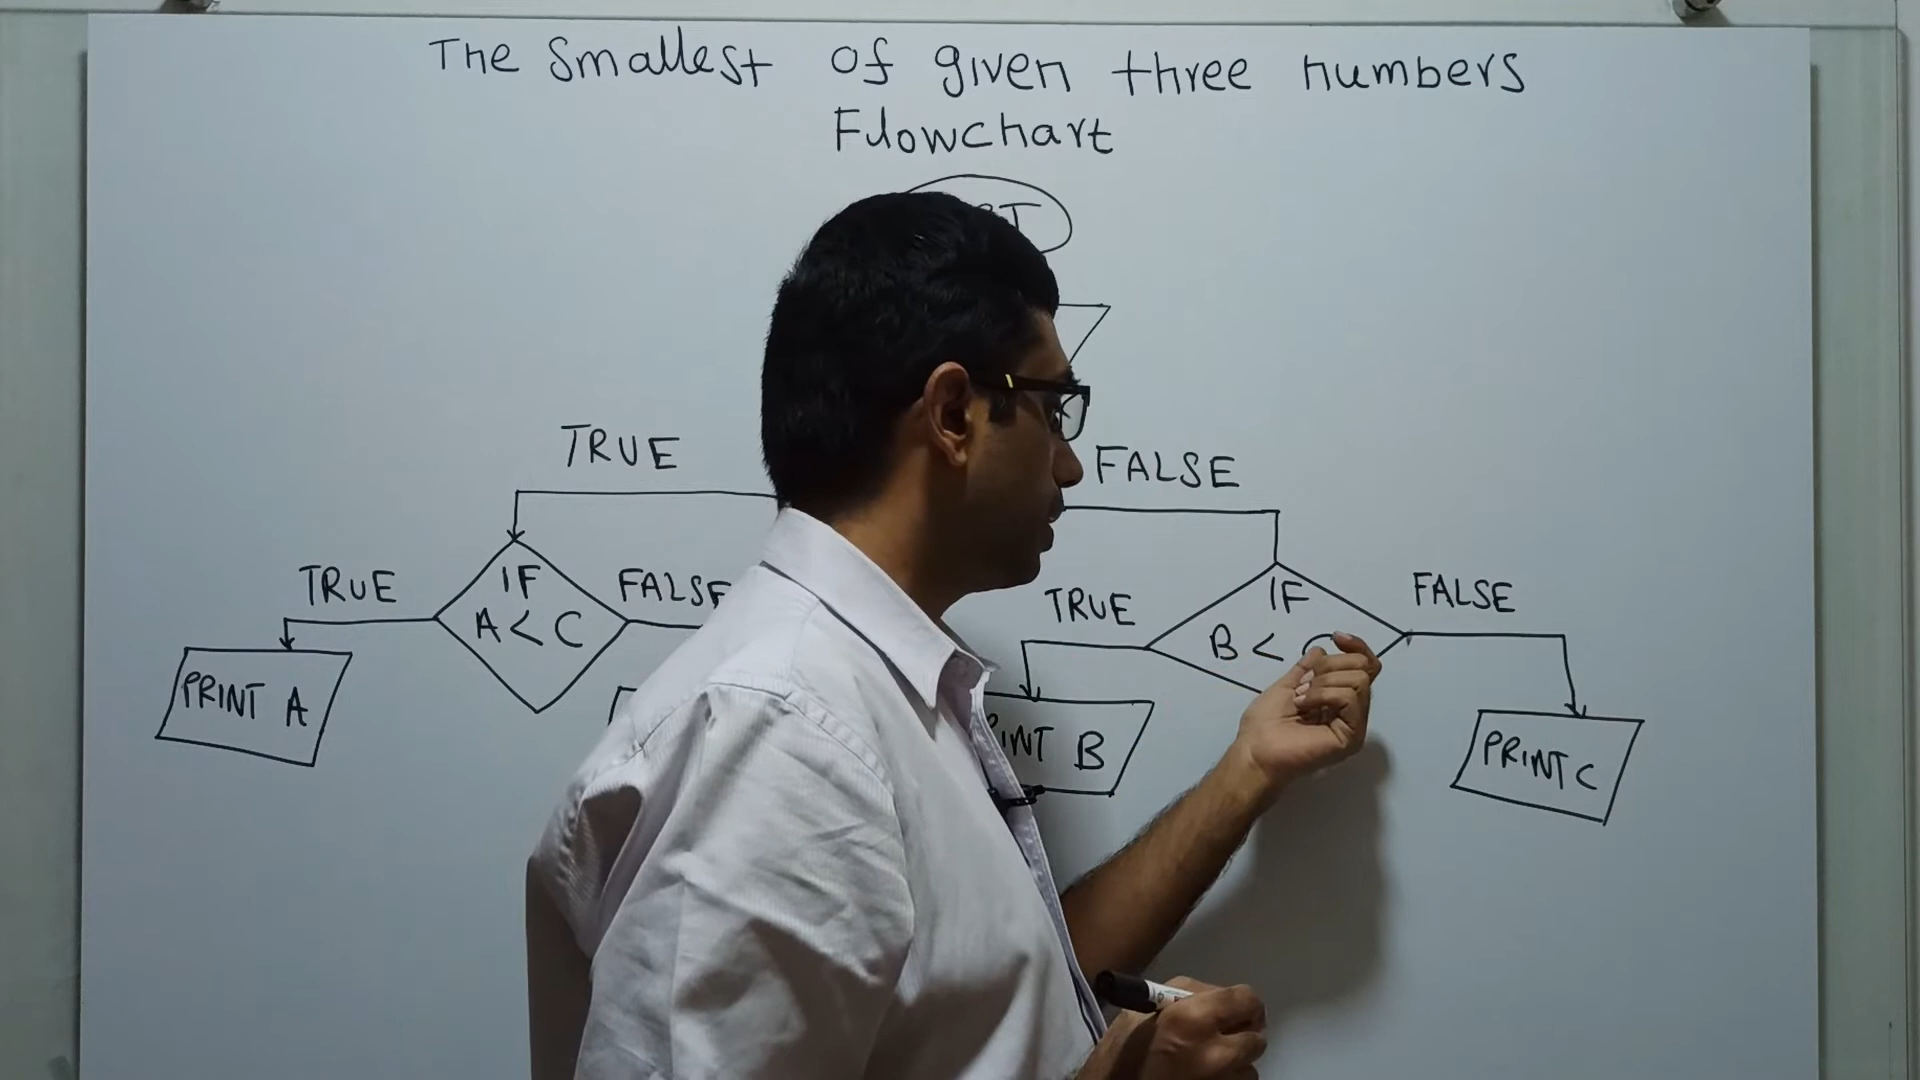 The Smallest of given three numbers
Flowchart
TRUE
FALSE
TRUE
IF
A < C
FALSE
TRUE
IF
B <
FALSE
PRINT A
B
PRINT C